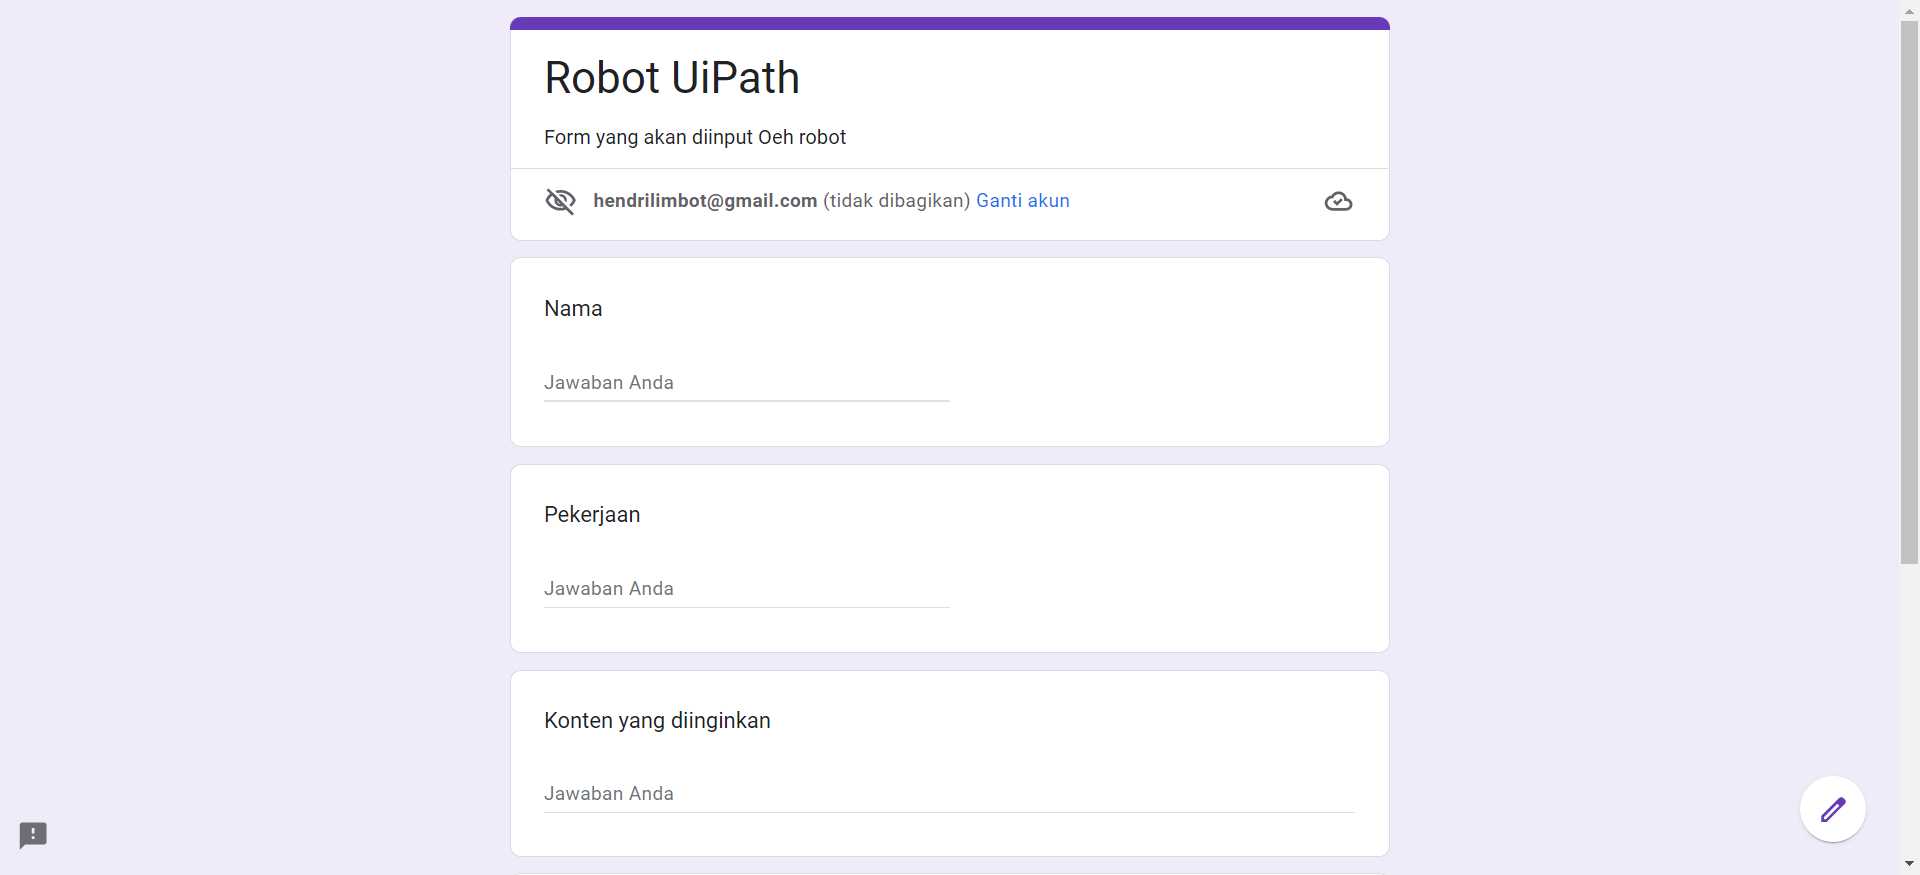 Robot UiPath
Form yang akan diinput Oeh robot
hendrilimbot@gmail.com (tidak dibagikan) Ganti akun
Nama
Jawaban Anda
Pekerjaan
Jawaban Anda
Konten yang diinginkan
Jawaban Anda